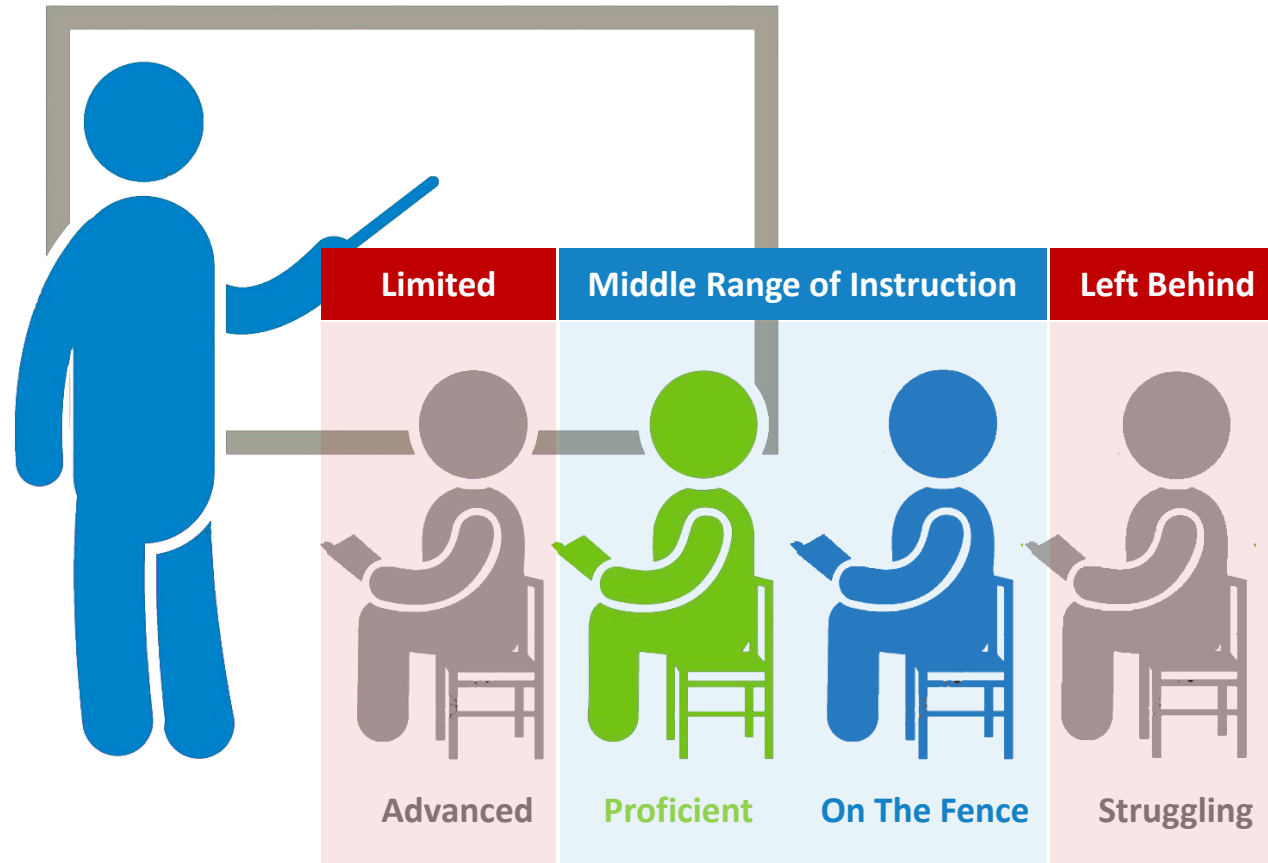 Limited
Middle Range of Instruction
Left Behind
Advanced
Proficient
On The Fence
Struggling